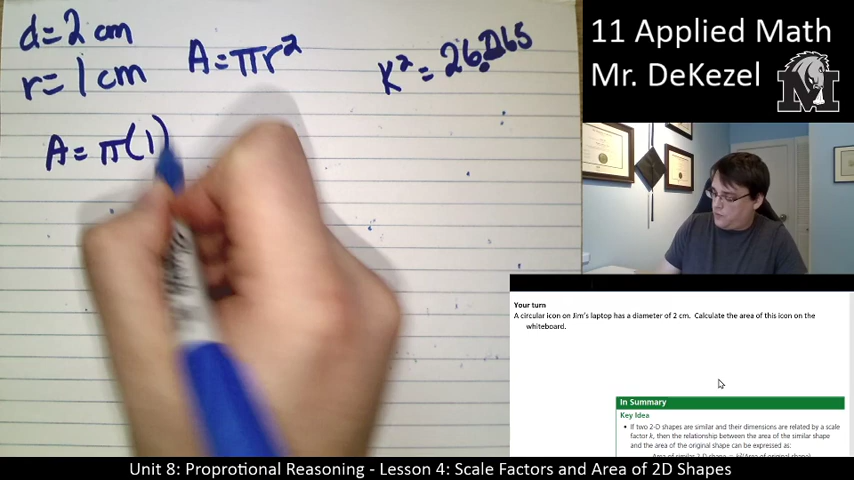 d=2 cm
r=1 cm
A=πr²
K²=26.265
A=π(1)
11 Applied Math
Mr. DeKezel
M
Your turn
A circular icon on Jim's laptop has a diameter of 2 cm. Calculate the area of this icon on the
whiteboard.
In Summary
Key Idea
• If two 2-D shapes are similar and their dimensions are related by a scale
factor k, then the relationship between the area of the similar shape
and the area of the original shape can be expressed as:
Unit 8: Proprotional Reasoning - Lesson 4: Scale Factors and Area of 2D Shapes